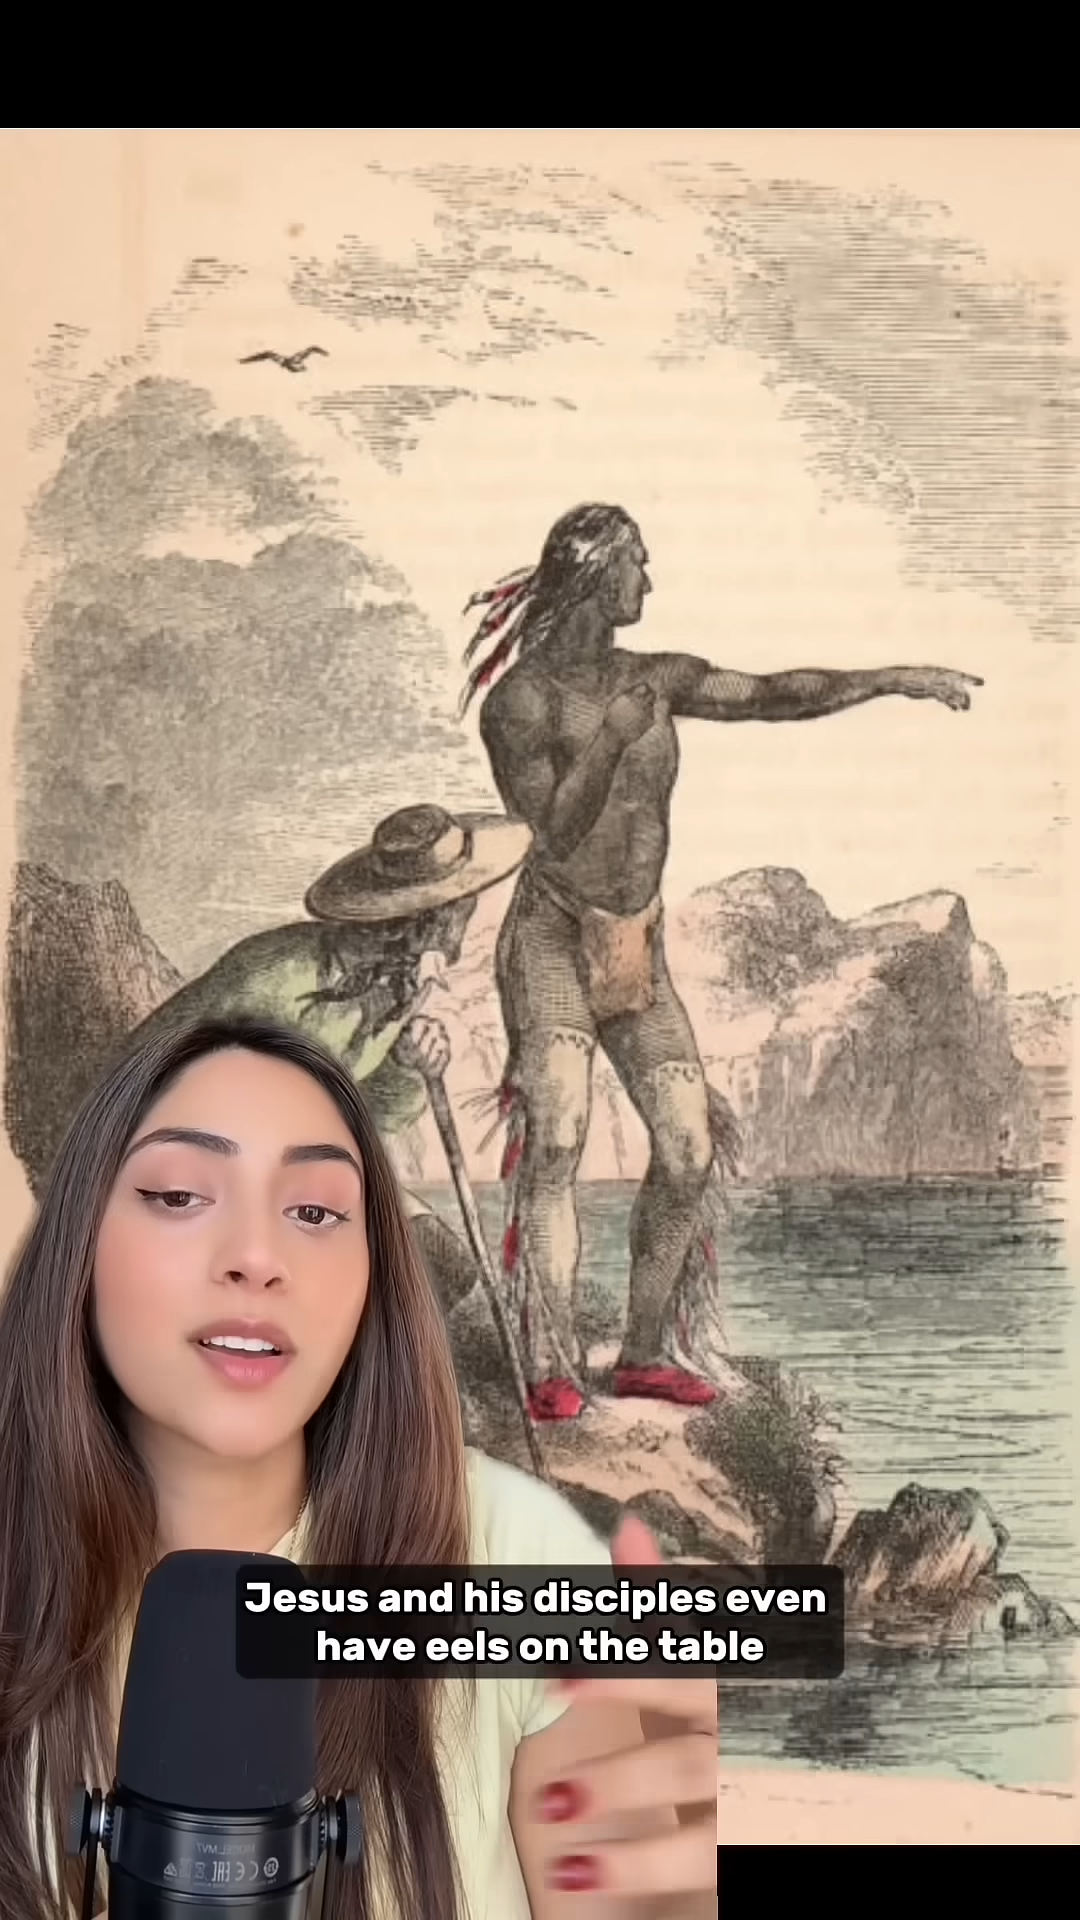 Jesus and his disciples even
have eels on the table